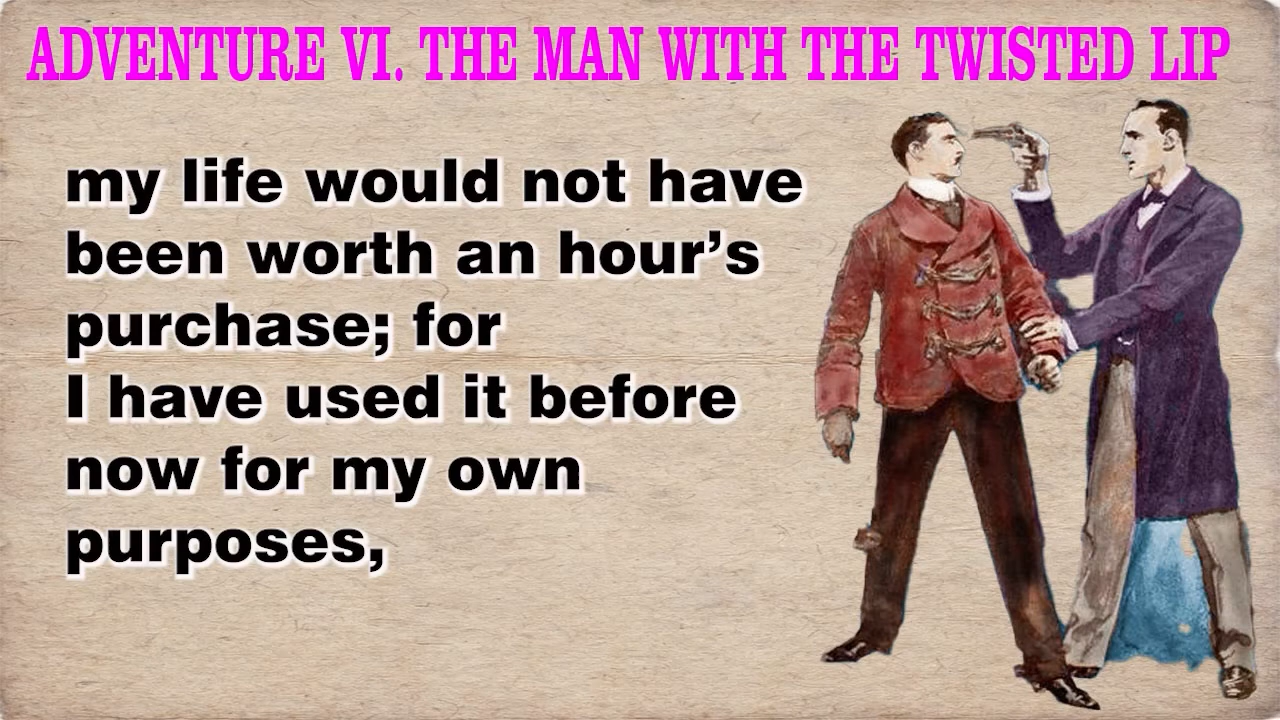 ADVENTURE VI. THE MAN WITH THE TWISTED LIP
my life would not have
been worth an hour’s
purchase; for
I have used it before
now for my own
purposes,